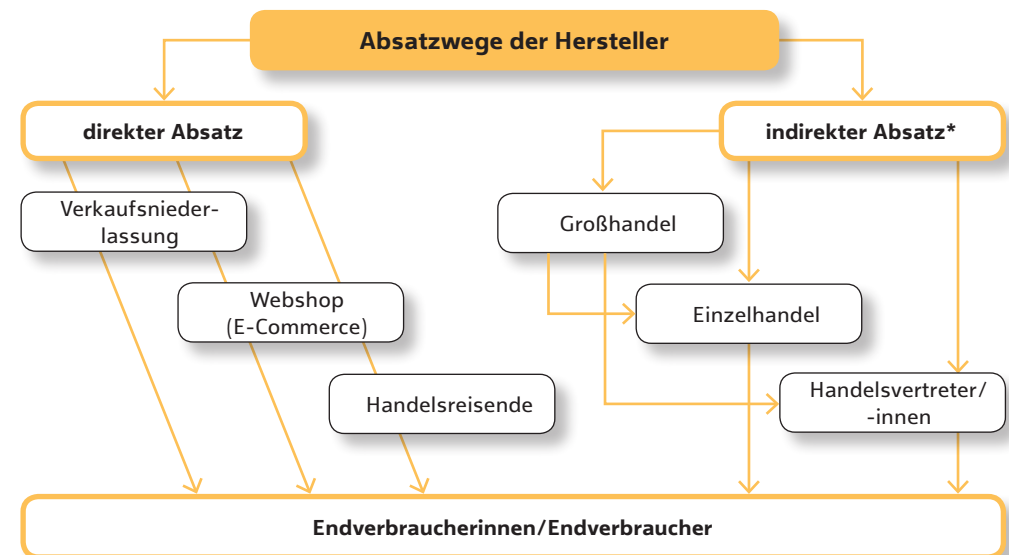 Absatzwege der Hersteller
direkter Absatz
indirekter Absatz*
Verkaufsnieder-
lassung
Großhandel
Webshop
(E-Commerce)
Einzelhandel
Handelsreisende
Handelsvertreter/
-innen
Endverbraucherinnen/Endverbraucher